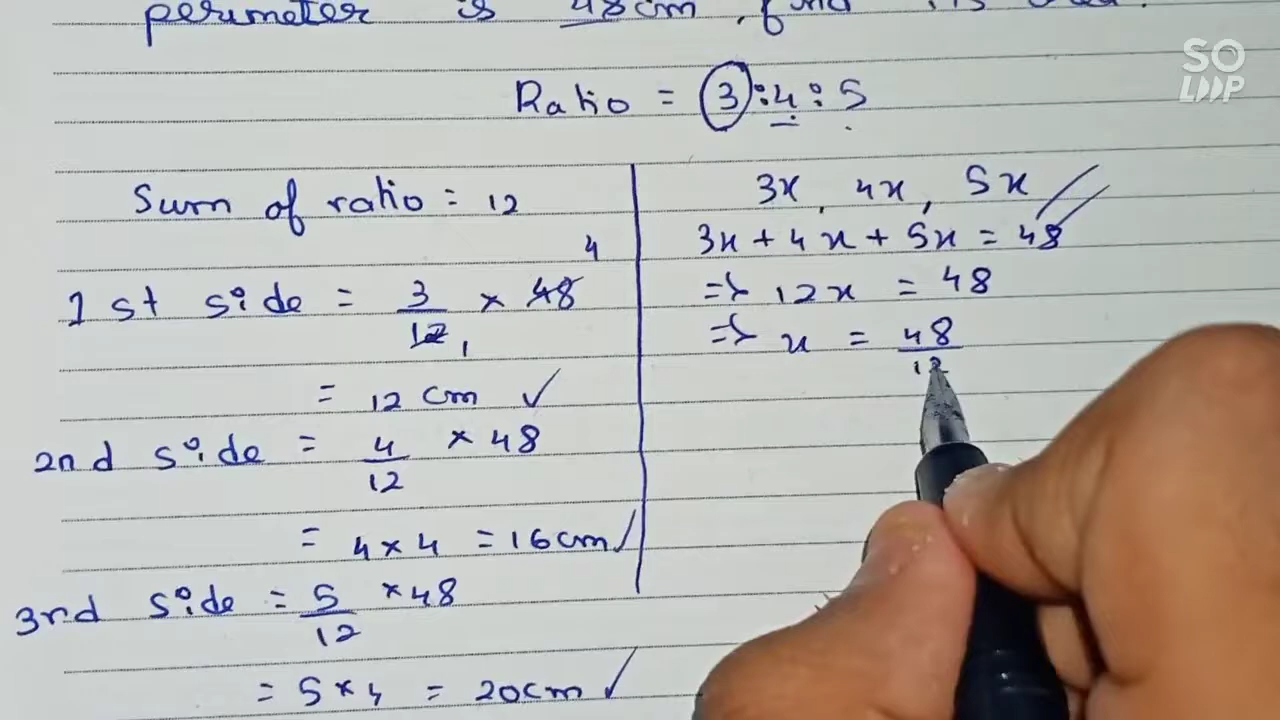 perimeter is 48cm, find its area.
SO
LOOP
Ratio = 3:4:5
Sum of ratio = 12
1st side = 3/12 × 48
4
1
= 12 cm ✓
2nd side = 4/12 × 48
= 4×4 = 16cm ✓
3rd side = 5/12 × 48
= 5×4 = 20cm ✓
3x, 4x, 5x
3x + 4x + 5x = 48
=> 12x = 48
=> x = 48/12